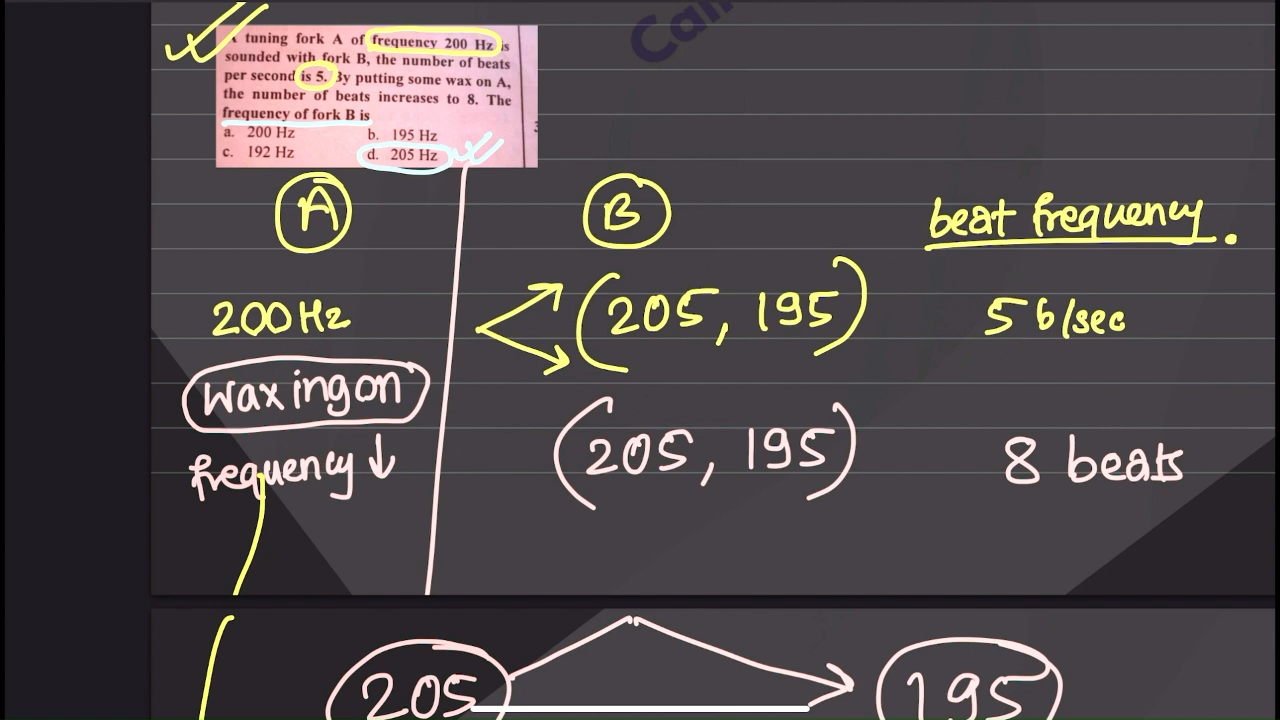 tuning fork A of frequency 200 Hz is
sounded with fork B, the number of beats
per second is 5. By putting some wax on A,
the number of beats increases to 8. The
frequency of fork B is
a. 200 Hz b. 195 Hz
c. 192 Hz d. 205 Hz
A B beat frequency.
200Hz (205, 195) 5 b/sec
Waxing on
frequency ↓ (205, 195) 8 beats
205 195